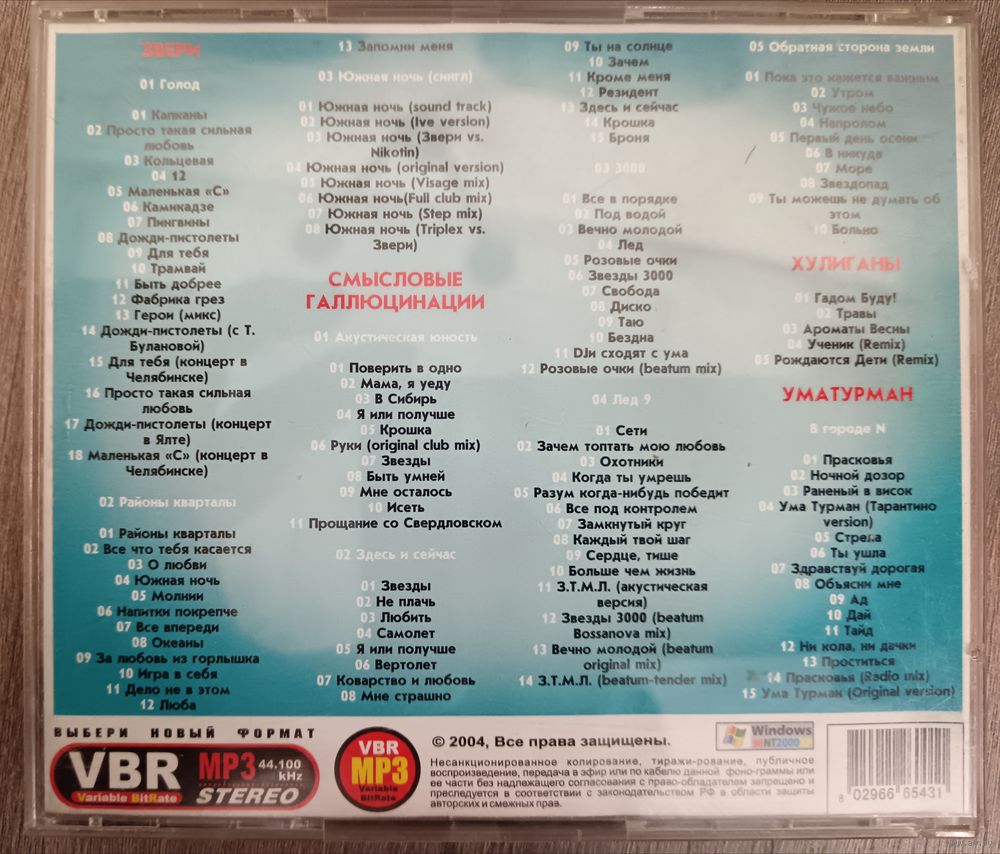 ЗВЕРИ
01 Голод
01 Капканы
02 Просто такая сильная
любовь
03 Кольцевая
04 12
05 Маленькая «С»
06 Камикадзе
07 Пингвины
08 Дожди-пистолеты
09 Для тебя
10 Трамвай
11 Быть добрее
12 Фабрика грез
13 Герои (микс)
14 Дожди-пистолеты (с Т.
Булановой)
15 Для тебя (концерт в
Челябинске)
16 Просто такая сильная
любовь
17 Дожди-пистолеты (концерт
в Ялте)
18 Маленькая «С» (концерт в
Челябинске)
02 Районы кварталы
01 Районы кварталы
02 Все что тебя касается
03 О любви
04 Южная ночь
05 Молнии
06 Напитки покрепче
07 Все впереди
08 Океаны
09 За любовь из горлышка
10 Игра в себя
11 Дело не в этом
12 Люба
13 Запомни меня
03 Южная ночь (сингл)
01 Южная ночь (sound track)
02 Южная ночь (lve version)
03 Южная ночь (Звери vs.
Nikotin)
04 Южная ночь (original version)
05 Южная ночь (Visage mix)
06 Южная ночь(Full club mix)
07 Южная ночь (Step mix)
08 Южная ночь (Triplex vs.
Звери)
СМЫСЛОВЫЕ
ГАЛЛЮЦИНАЦИИ
01 Акустическая юность
01 Поверить в одно
02 Мама, я уеду
03 В Сибирь
04 Я или получше
05 Крошка
06 Руки (original club mix)
07 Звезды
08 Быть умней
09 Мне осталось
10 Исеть
11 Прощание со Свердловском
02 Здесь и сейчас
01 Звезды
02 Не плачь
03 Любить
04 Самолет
05 Я или получше
06 Вертолет
07 Коварство и любовь
08 Мне страшно
09 Ты на солнце
10 Зачем
11 Кроме меня
12 Резидент
13 Здесь и сейчас
14 Крошка
15 Броня
03 3000
01 Все в порядке
02 Под водой
03 Вечно молодой
04 Лед
05 Розовые очки
06 Звезды 3000
07 Свобода
08 Диско
09 Таю
10 Бездна
11 DJи сходят с ума
12 Розовые очки (beatum mix)
04 Лед 9
01 Сети
02 Зачем топтать мою любовь
03 Охотники
04 Когда ты умрешь
05 Разум когда-нибудь победит
06 Все под контролем
07 Замкнутый круг
08 Каждый твой шаг
09 Сердце, тише
10 Больше чем жизнь
11 З.Т.М.Л. (акустическая
версия)
12 Звезды 3000 (beatum
Bossanova mix)
13 Вечно молодой (beatum
original mix)
14 З.Т.М.Л. (beatum-tender mix)
05 Обратная сторона земли
01 Пока это кажется важным
02 Утром
03 Чужое небо
04 Напролом
05 Первый день осени
06 В никуда
07 Море
08 Звездопад
09 Ты можешь не думать об
этом
10 Больно
ХУЛИГАНЫ
01 Гадом Буду!
02 Травы
03 Ароматы Весны
04 Ученик (Remix)
05 Рождаются Дети (Remix)
УМАТУРМАН
В городе N
01 Прасковья
02 Ночной дозор
03 Раненый в висок
04 Ума Турман (Тарантино
version)
05 Стрела
06 Ты ушла
07 Здравствуй дорогая
08 Объясни мне
09 Ад
10 Дай
11 Тайд
12 Ни кола, ни дачки
13 Проститься
14 Прасковья (Radio mix)
15 Ума Турман (Original version)
ВЫБЕРИ НОВЫЙ ФОРМАТ
VBR MP3 44.100
kHz
Variable BitRate STEREO
VBR
MP3
Variable
BitRate
© 2004, Все права защищены.
Несанкционированное копирование, тиражи-рование, публичное
воспроизведение, передача в эфир или по кабелю данной фоно-граммы или
ее части без надлежащего согласования с право-обладателем запрещено и
преследуется в соответствии с законодательством РФ в области защиты
авторских и смежных прав.
Windows
NT2000
8 02966 65431